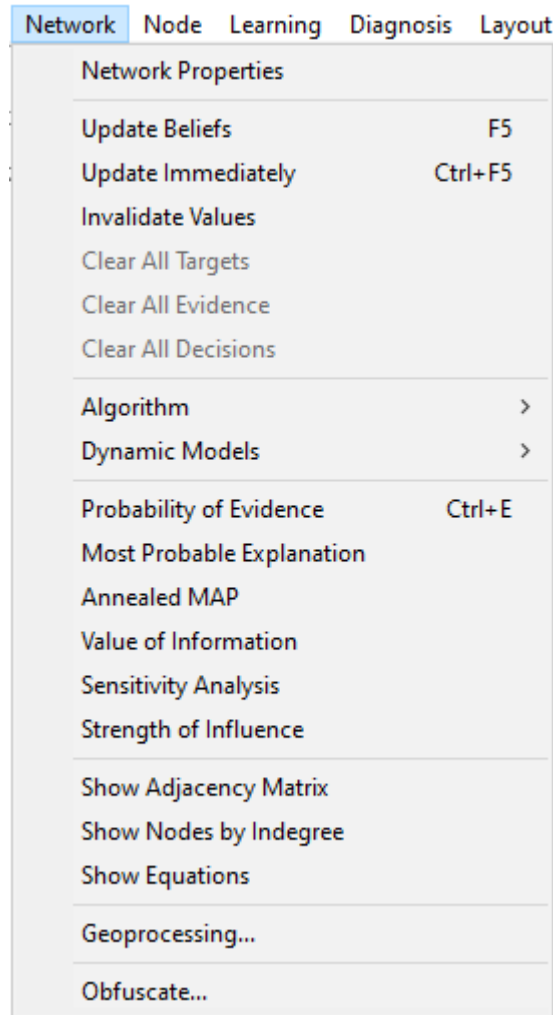 Network Node Learning Diagnosis Layout
Network Properties
Update Beliefs F5
Update Immediately Ctrl+F5
Invalidate Values
Clear All Targets
Clear All Evidence
Clear All Decisions
Algorithm
Dynamic Models
Probability of Evidence Ctrl+E
Most Probable Explanation
Annealed MAP
Value of Information
Sensitivity Analysis
Strength of Influence
Show Adjacency Matrix
Show Nodes by Indegree
Show Equations
Geoprocessing...
Obfuscate...